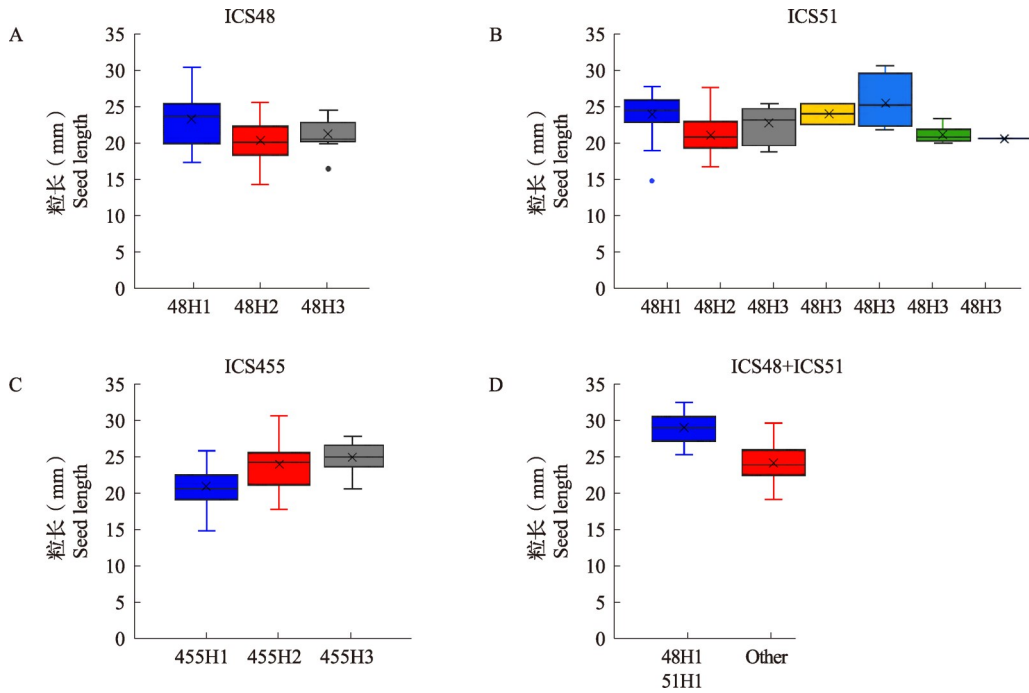 A
ICS48
粒长（mm）
Seed length
35
30
25
20
15
10
5
0
48H1 48H2 48H3
B
ICS51
粒长（mm）
Seed length
35
30
25
20
15
10
5
0
48H1 48H2 48H3 48H3 48H3 48H3 48H3
C
ICS455
粒长（mm）
Seed length
35
30
25
20
15
10
5
0
455H1 455H2 455H3
D
ICS48+ICS51
粒长（mm）
Seed length
35
30
25
20
15
10
5
0
48H1 Other
51H1